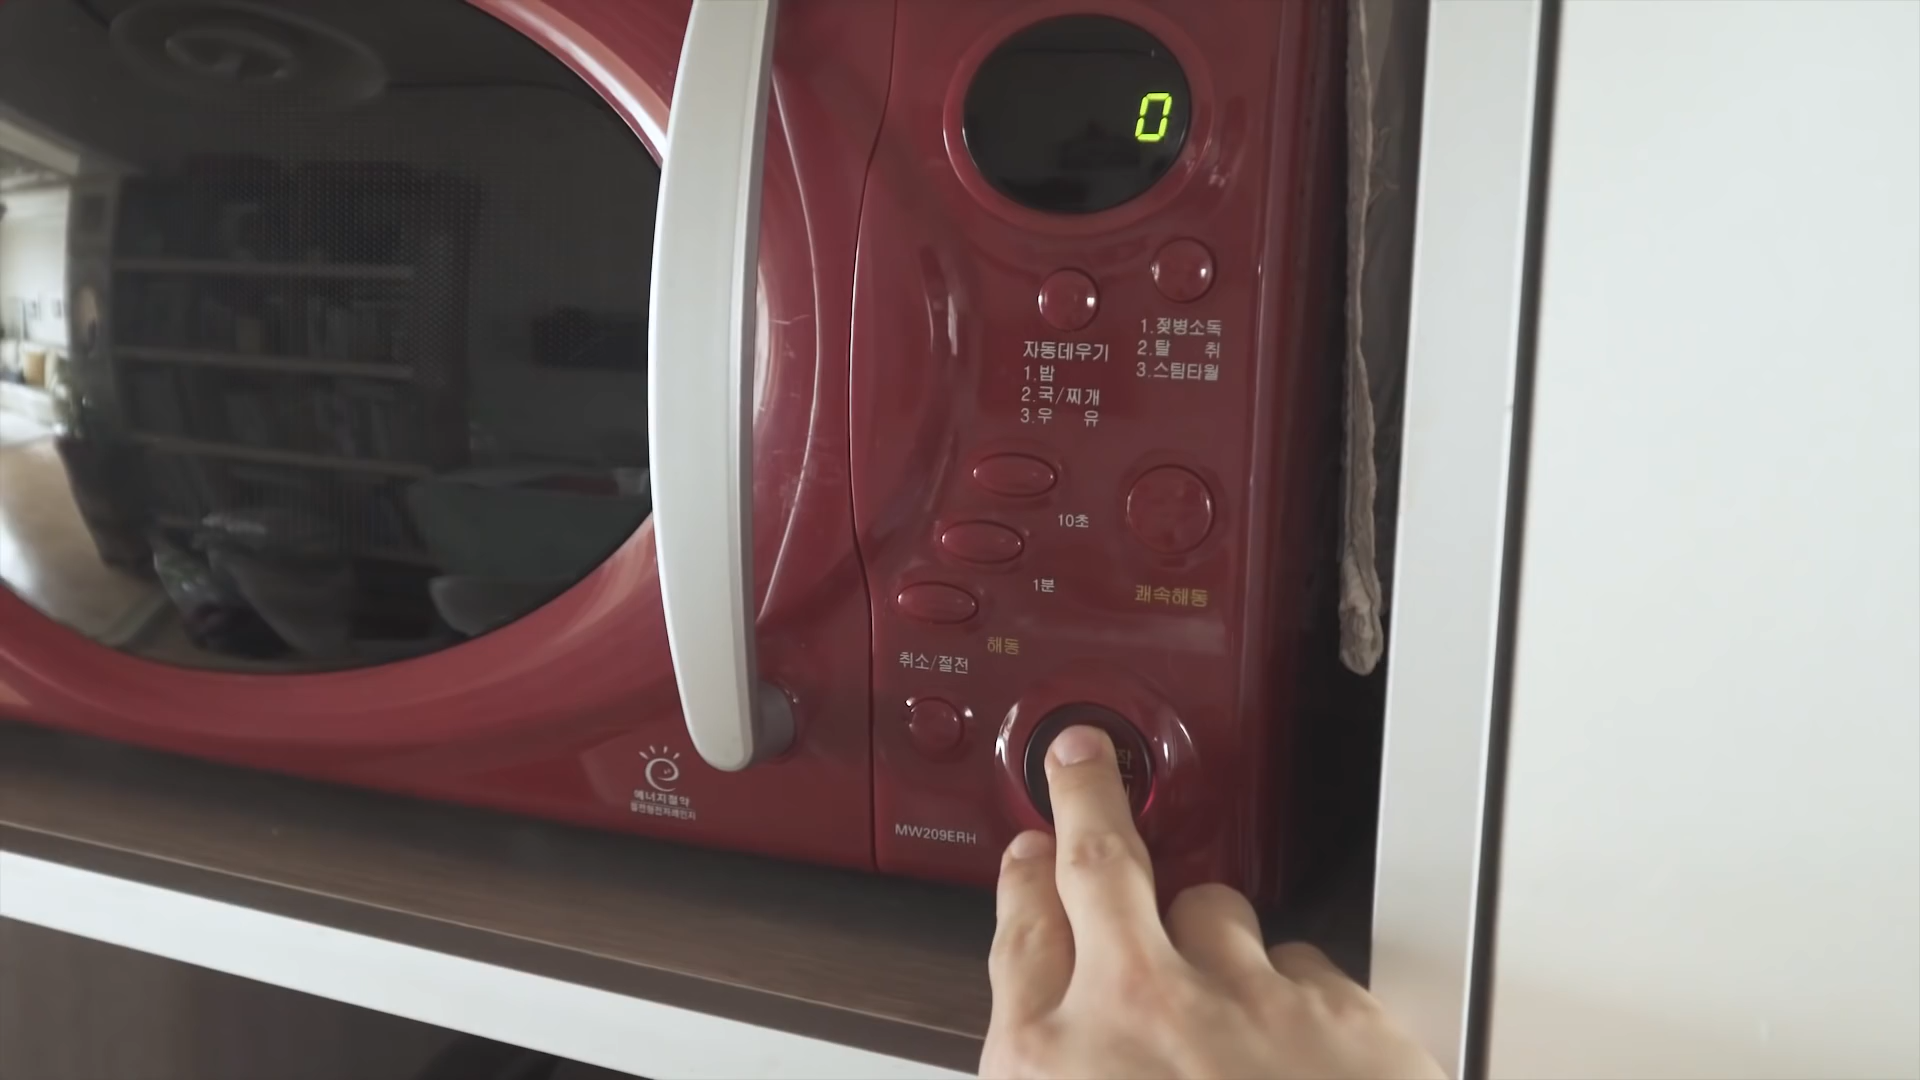 0
1.젖병소독
2.탈 취
3.스팀타월
자동데우기
1.밥
2.국/찌개
3.우 유
10초
1분
쾌속해동
해동
취소/절전
작
에너지절약
MW209ERH